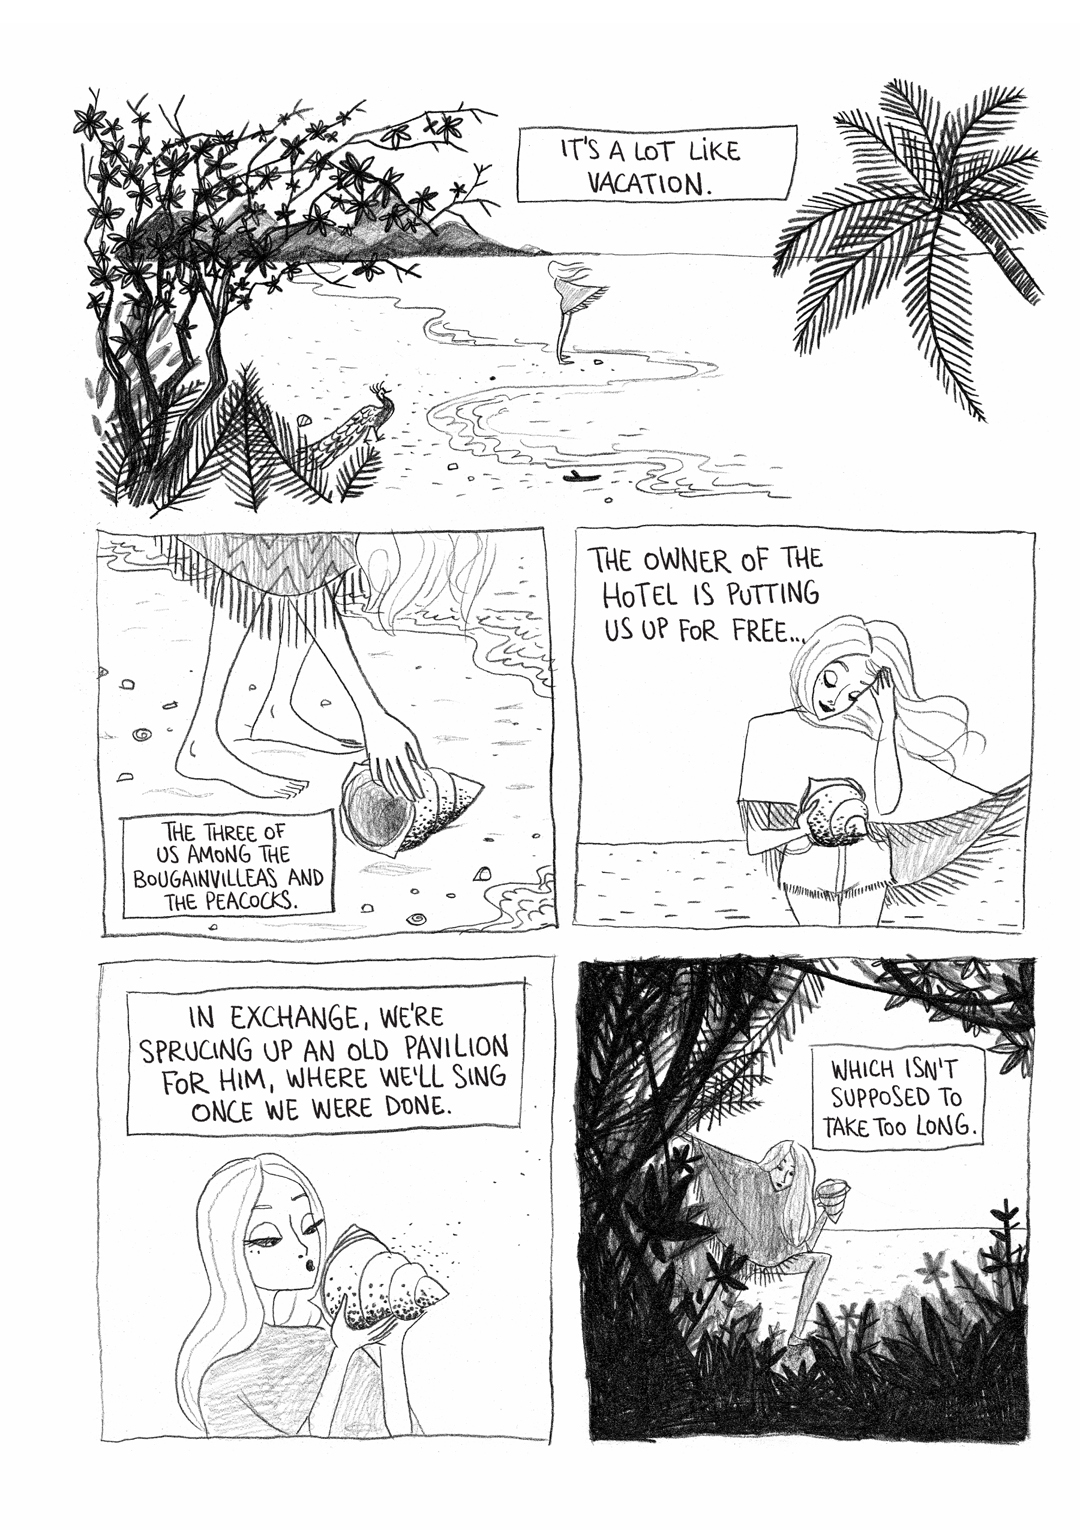 IT'S A LOT LIKE
VACATION.
THE THREE OF
US AMONG THE
BOUGAINVILLEAS AND
THE PEACOCKS.
THE OWNER OF THE
HOTEL IS PUTTING
US UP FOR FREE...
IN EXCHANGE, WE'RE
SPRUCING UP AN OLD PAVILION
FOR HIM, WHERE WE'LL SING
ONCE WE WERE DONE.
WHICH ISN'T
SUPPOSED TO
TAKE TOO LONG.